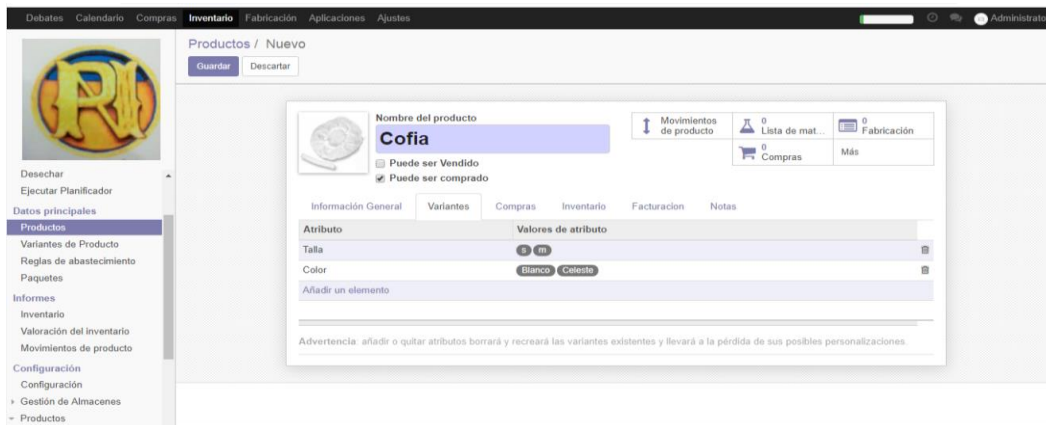 Debates Calendario Compras Inventario Fabricación Aplicaciones Ajustes Administrato
Productos / Nuevo
Guardar Descartar
RI
Desechar
Ejecutar Planificador
Datos principales
Productos
Variantes de Producto
Reglas de abastecimiento
Paquetes
Informes
Inventario
Valoración del inventario
Movimientos de producto
Configuración
Configuración
Gestión de Almacenes
Productos
Nombre del producto
Cofia
Puede ser Vendido
Puede ser comprado
Movimientos de producto
0 Lista de mat...
0 Fabricación
0 Compras
Más
Información General Variantes Compras Inventario Facturacion Notas
Atributo Valores de atributo
Talla s m
Color Blanco Celeste
Añadir un elemento
Advertencia: añadir o quitar atributos borrará y recreará las variantes existentes y llevará a la pérdida de sus posibles personalizaciones.